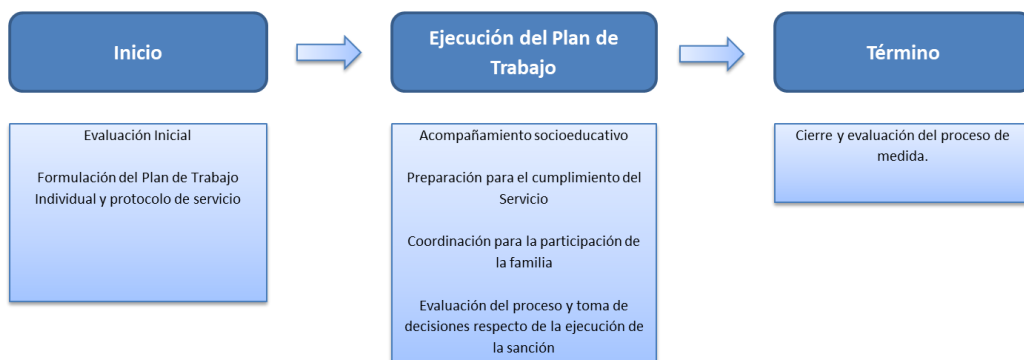 Inicio
Ejecución del Plan de
Trabajo
Término
Evaluación Inicial
Formulación del Plan de Trabajo
Individual y protocolo de servicio
Acompañamiento socioeducativo
Preparación para el cumplimiento del
Servicio
Coordinación para la participación de
la familia
Evaluación del proceso y toma de
decisiones respecto de la ejecución de
la sanción
Cierre y evaluación del proceso de
medida.